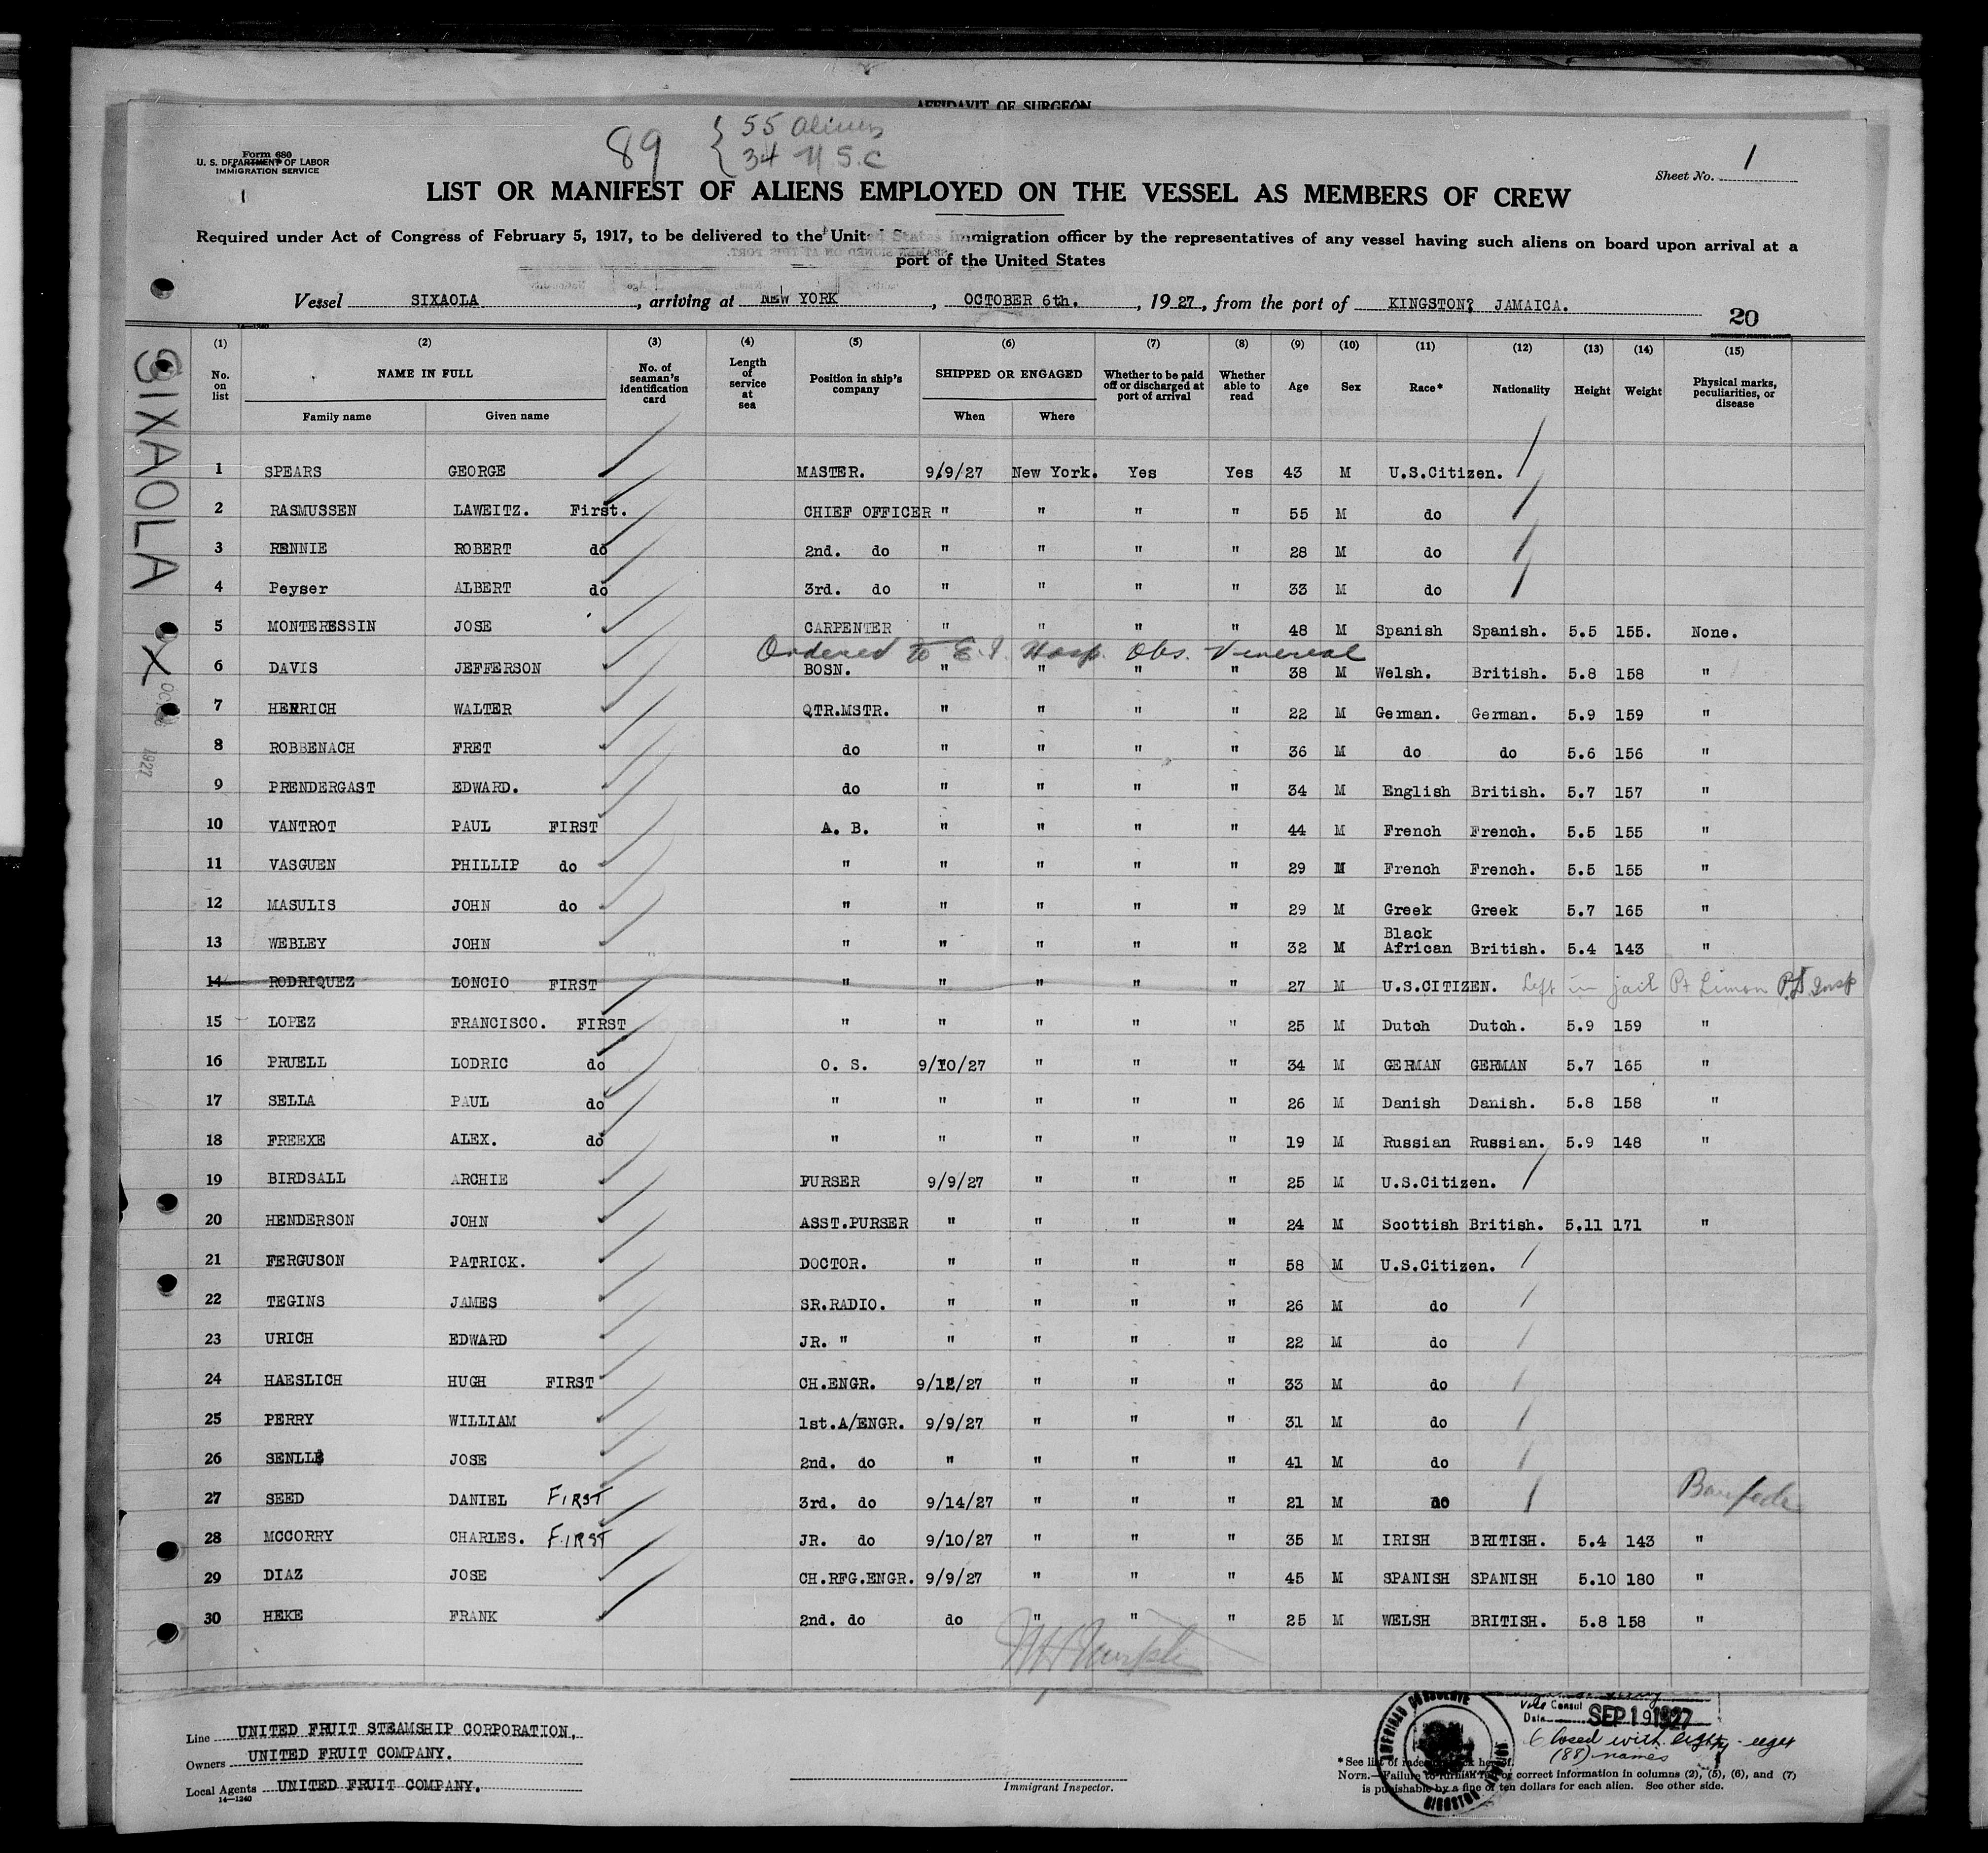 AFFIDAVIT OF SURGEON
Form 680
U. S. DEPARTMENT OF LABOR
IMMIGRATION SERVICE
1
89 { 55 aliens
34 U.S.C
Sheet No. 1
LIST OR MANIFEST OF ALIENS EMPLOYED ON THE VESSEL AS MEMBERS OF CREW
Required under Act of Congress of February 5, 1917, to be delivered to the United States immigration officer by the representatives of any vessel having such aliens on board upon arrival at a
port of the United States
Vessel SIXAOLA, arriving at NEW YORK, OCTOBER 6th., 1927, from the port of KINGSTON? JAMAICA.
20
14-1240
SIXAOLA
X
OCT 6 1927
(1) (2) (3) (4) (5) (6) (7) (8) (9) (10) (11) (12) (13) (14) (15)
No. on list NAME IN FULL No. of seaman's identification card Length of service at sea Position in ship's company SHIPPED OR ENGAGED Whether to be paid off or discharged at port of arrival Whether able to read Age Sex Race* Nationality Height Weight Physical marks, peculiarities, or disease
Family name Given name When Where
1 SPEARS GEORGE MASTER. 9/9/27 New York. Yes Yes 43 M U.S.Citizen.
2 RASMUSSEN LAWEITZ. First. CHIEF OFFICER " " " " 55 M do
3 RENNIE ROBERT do 2nd. do " " " " 28 M do
4 Peyser ALBERT do 3rd. do " " " " 33 M do
5 MONTERESSIN JOSE CARPENTER " " " " 48 M Spanish Spanish. 5.5 155. None.
Ordered to E.I. Hosp. Obs. Venereal
6 DAVIS JEFFERSON BOSN. " " " " 38 M Welsh. British. 5.8 158 "
7 HENRICH WALTER QTR.MSTR. " " " " 22 M German. German. 5.9 159 "
8 ROBBENACH FRET do " " " " 36 M do do 5.6 156 "
9 PRENDERGAST EDWARD. do " " " " 34 M English British. 5.7 157 "
10 VANTROT PAUL FIRST A. B. " " " " 44 M French French. 5.5 155 "
11 VASGUEN PHILLIP do " " " " " 29 M French French. 5.5 155 "
12 MASULIS JOHN do " " " " " 29 M Greek Greek 5.7 165 "
13 WEBLEY JOHN " " " " " 32 M Black African British. 5.4 143 "
14 RODRIQUEZ LONCIO FIRST " " " " " 27 M U.S.CITIZEN. Left in jail Pt Limon
15 LOPEZ FRANCISCO. FIRST " " " " " 25 M Dutch Dutch. 5.9 159 "
16 PRUELL LODRIC do O. S. 9/10/27 " " " 34 M GERMAN GERMAN 5.7 165 "
17 SELLA PAUL do " " " " " 26 M Danish Danish. 5.8 158 "
18 FREEXE ALEX. do " " " " " 19 M Russian Russian. 5.9 148 "
19 BIRDSALL ARCHIE PURSER 9/9/27 " " " 25 M U.S.Citizen.
20 HENDERSON JOHN ASST.PURSER " " " " 24 M Scottish British. 5.11 171 "
21 FERGUSON PATRICK. DOCTOR. " " " " 58 M U.S.Citizen.
22 TEGINS JAMES SR.RADIO. " " " " 26 M do
23 URICH EDWARD JR. " " " " " 22 M do
24 HAESLICH HUGH FIRST CH.ENGR. 9/12/27 " " " 33 M do
25 PERRY WILLIAM 1st.A/ENGR. 9/9/27 " " " 31 M do
26 SENLLE JOSE 2nd. do " " " " 41 M do
27 SEED DANIEL FIRST 3rd. do 9/14/27 " " " 21 M do
28 MCCORRY CHARLES. FIRST JR. do 9/10/27 " " " 35 M IRISH BRITISH. 5.4 143 "
29 DIAZ JOSE CH.RFG.ENGR. 9/9/27 " " " 45 M SPANISH SPANISH 5.10 180 "
30 HEKE FRANK 2nd. do do " " " 25 M WELSH BRITISH. 5.8 158 "
Line UNITED FRUIT STEAMSHIP CORPORATION,
Owners UNITED FRUIT COMPANY.
Local Agents UNITED FRUIT COMPANY.
14—1240
Immigrant Inspector.
Vice Consul
Date SEP 19 1927
Closed with eighty-eight
(88) names
*See list of races back hereof.
NOTE.—Failure to furnish full or correct information in columns (2), (5), (6), and (7)
is punishable by a fine of ten dollars for each alien. See other side.